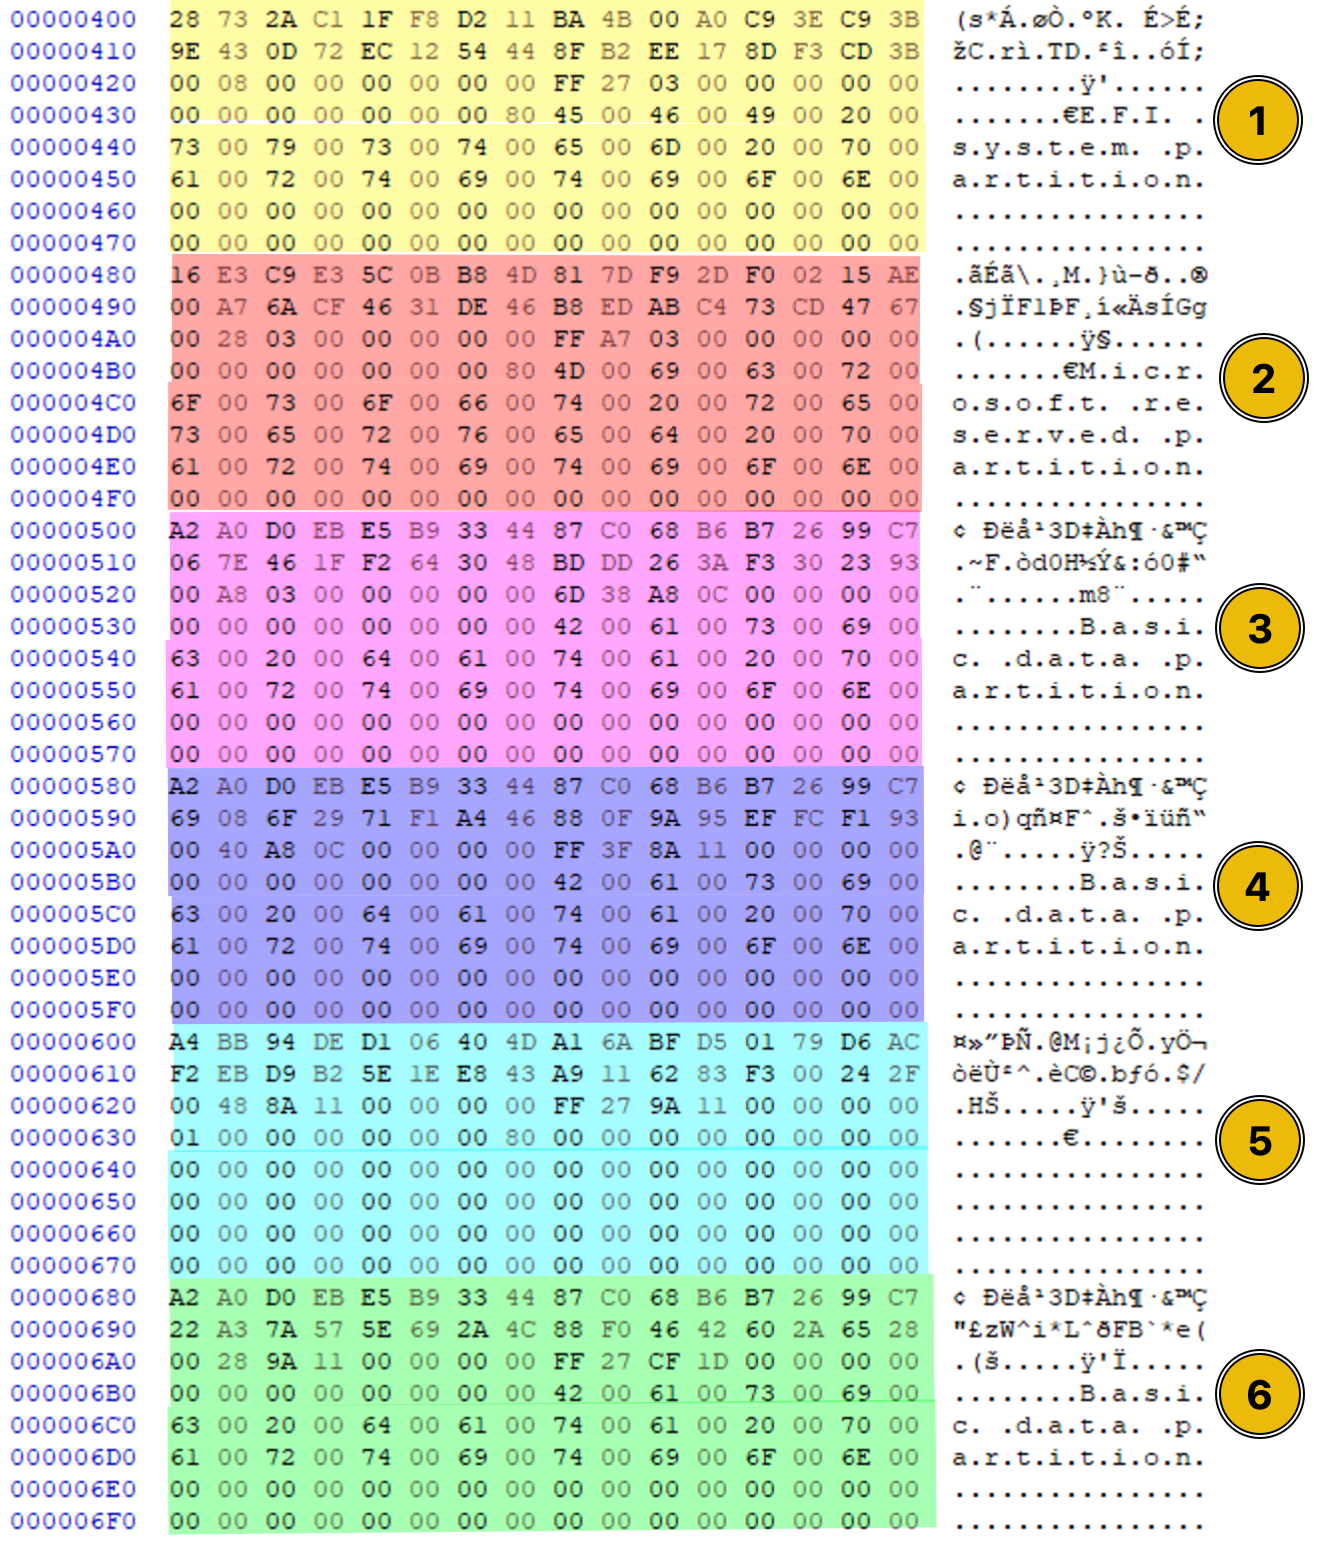 00000400 28 73 2A C1 1F F8 D2 11 BA 4B 00 A0 C9 3E C9 3B (s*Á.øÒ.ºK. É>É;
00000410 9E 43 0D 72 EC 12 54 44 8F B2 EE 17 8D F3 CD 3B žC.rì.TD.²î..óÍ;
00000420 00 08 00 00 00 00 00 00 FF 27 03 00 00 00 00 00 ........ÿ'......
00000430 00 00 00 00 00 00 00 80 45 00 46 00 49 00 20 00 .......€E.F.I. .
1
00000440 73 00 79 00 73 00 74 00 65 00 6D 00 20 00 70 00 s.y.s.t.e.m. .p.
00000450 61 00 72 00 74 00 69 00 74 00 69 00 6F 00 6E 00 a.r.t.i.t.i.o.n.
00000460 00 00 00 00 00 00 00 00 00 00 00 00 00 00 00 00 ................
00000470 00 00 00 00 00 00 00 00 00 00 00 00 00 00 00 00 ................
00000480 16 E3 C9 E3 5C 0B B8 4D 81 7D F9 2D F0 02 15 AE .ãÉã\.¸M.}ù-ð..®
00000490 00 A7 6A CF 46 31 DE 46 B8 ED AB C4 73 CD 47 67 .§jÏF1ÞF¸í«ÄsÍGg
000004A0 00 28 03 00 00 00 00 00 FF A7 03 00 00 00 00 00 .(......ÿ§......
000004B0 00 00 00 00 00 00 00 80 4D 00 69 00 63 00 72 00 .......€M.i.c.r.
2
000004C0 6F 00 73 00 6F 00 66 00 74 00 20 00 72 00 65 00 o.s.o.f.t. .r.e.
000004D0 73 00 65 00 72 00 76 00 65 00 64 00 20 00 70 00 s.e.r.v.e.d. .p.
000004E0 61 00 72 00 74 00 69 00 74 00 69 00 6F 00 6E 00 a.r.t.i.t.i.o.n.
000004F0 00 00 00 00 00 00 00 00 00 00 00 00 00 00 00 00 ................
00000500 A2 A0 D0 EB E5 B9 33 44 87 C0 68 B6 B7 26 99 C7 ¢ Ðëå¹3D‡Àh¶·&™Ç
00000510 06 7E 46 1F F2 64 30 48 BD DD 26 3A F3 30 23 93 .~F.òd0H½Ý&:ó0#“
00000520 00 A8 03 00 00 00 00 00 6D 38 A8 0C 00 00 00 00 .¨......m8¨.....
00000530 00 00 00 00 00 00 00 00 42 00 61 00 73 00 69 00 ........B.a.s.i.
3
00000540 63 00 20 00 64 00 61 00 74 00 61 00 20 00 70 00 c. .d.a.t.a. .p.
00000550 61 00 72 00 74 00 69 00 74 00 69 00 6F 00 6E 00 a.r.t.i.t.i.o.n.
00000560 00 00 00 00 00 00 00 00 00 00 00 00 00 00 00 00 ................
00000570 00 00 00 00 00 00 00 00 00 00 00 00 00 00 00 00 ................
00000580 A2 A0 D0 EB E5 B9 33 44 87 C0 68 B6 B7 26 99 C7 ¢ Ðëå¹3D‡Àh¶·&™Ç
00000590 69 08 6F 29 71 F1 A4 46 88 0F 9A 95 EF FC F1 93 i.o)qñ¤Fˆ.š•ïüñ“
000005A0 00 40 A8 0C 00 00 00 00 FF 3F 8A 11 00 00 00 00 .@¨.....ÿ?Š.....
000005B0 00 00 00 00 00 00 00 00 42 00 61 00 73 00 69 00 ........B.a.s.i.
4
000005C0 63 00 20 00 64 00 61 00 74 00 61 00 20 00 70 00 c. .d.a.t.a. .p.
000005D0 61 00 72 00 74 00 69 00 74 00 69 00 6F 00 6E 00 a.r.t.i.t.i.o.n.
000005E0 00 00 00 00 00 00 00 00 00 00 00 00 00 00 00 00 ................
000005F0 00 00 00 00 00 00 00 00 00 00 00 00 00 00 00 00 ................
00000600 A4 BB 94 DE D1 06 40 4D A1 6A BF D5 01 79 D6 AC ¤»”ÞÑ.@M¡j¿Õ.yÖ¬
00000610 F2 EB D9 B2 5E 1E E8 43 A9 11 62 83 F3 00 24 2F òëÙ²^.èC©.bƒó.$/
00000620 00 48 8A 11 00 00 00 00 FF 27 9A 11 00 00 00 00 .HŠ.....ÿ'š.....
00000630 01 00 00 00 00 00 00 80 00 00 00 00 00 00 00 00 .......€........
5
00000640 00 00 00 00 00 00 00 00 00 00 00 00 00 00 00 00 ................
00000650 00 00 00 00 00 00 00 00 00 00 00 00 00 00 00 00 ................
00000660 00 00 00 00 00 00 00 00 00 00 00 00 00 00 00 00 ................
00000670 00 00 00 00 00 00 00 00 00 00 00 00 00 00 00 00 ................
00000680 A2 A0 D0 EB E5 B9 33 44 87 C0 68 B6 B7 26 99 C7 ¢ Ðëå¹3D‡Àh¶·&™Ç
00000690 22 A3 7A 57 5E 69 2A 4C 88 F0 46 42 60 2A 65 28 "£zW^i*LˆðFB`*e(
000006A0 00 28 9A 11 00 00 00 00 FF 27 CF 1D 00 00 00 00 .(š.....ÿ'Ï.....
000006B0 00 00 00 00 00 00 00 00 42 00 61 00 73 00 69 00 ........B.a.s.i.
6
000006C0 63 00 20 00 64 00 61 00 74 00 61 00 20 00 70 00 c. .d.a.t.a. .p.
000006D0 61 00 72 00 74 00 69 00 74 00 69 00 6F 00 6E 00 a.r.t.i.t.i.o.n.
000006E0 00 00 00 00 00 00 00 00 00 00 00 00 00 00 00 00 ................
000006F0 00 00 00 00 00 00 00 00 00 00 00 00 00 00 00 00 ................